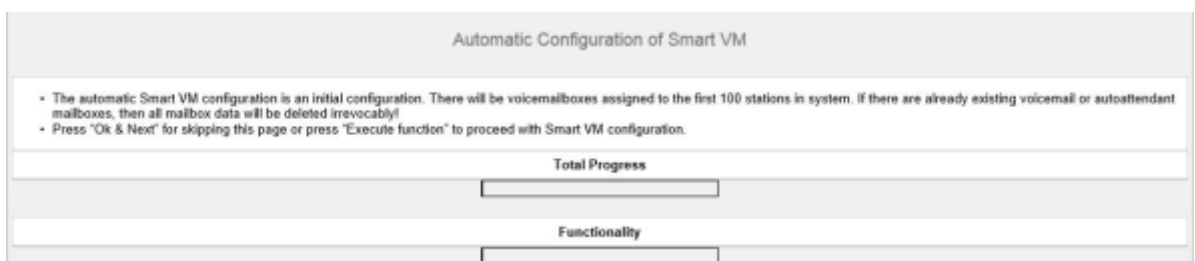 Automatic Configuration of Smart VM
• The automatic Smart VM configuration is an initial configuration. There will be voicemailboxes assigned to the first 100 stations in system. If there are already existing voicemail or autoattendant
mailboxes, then all mailbox data will be deleted irrevocably!
• Press "Ok & Next" for skipping this page or press "Execute function" to proceed with Smart VM configuration.
Total Progress
Functionality